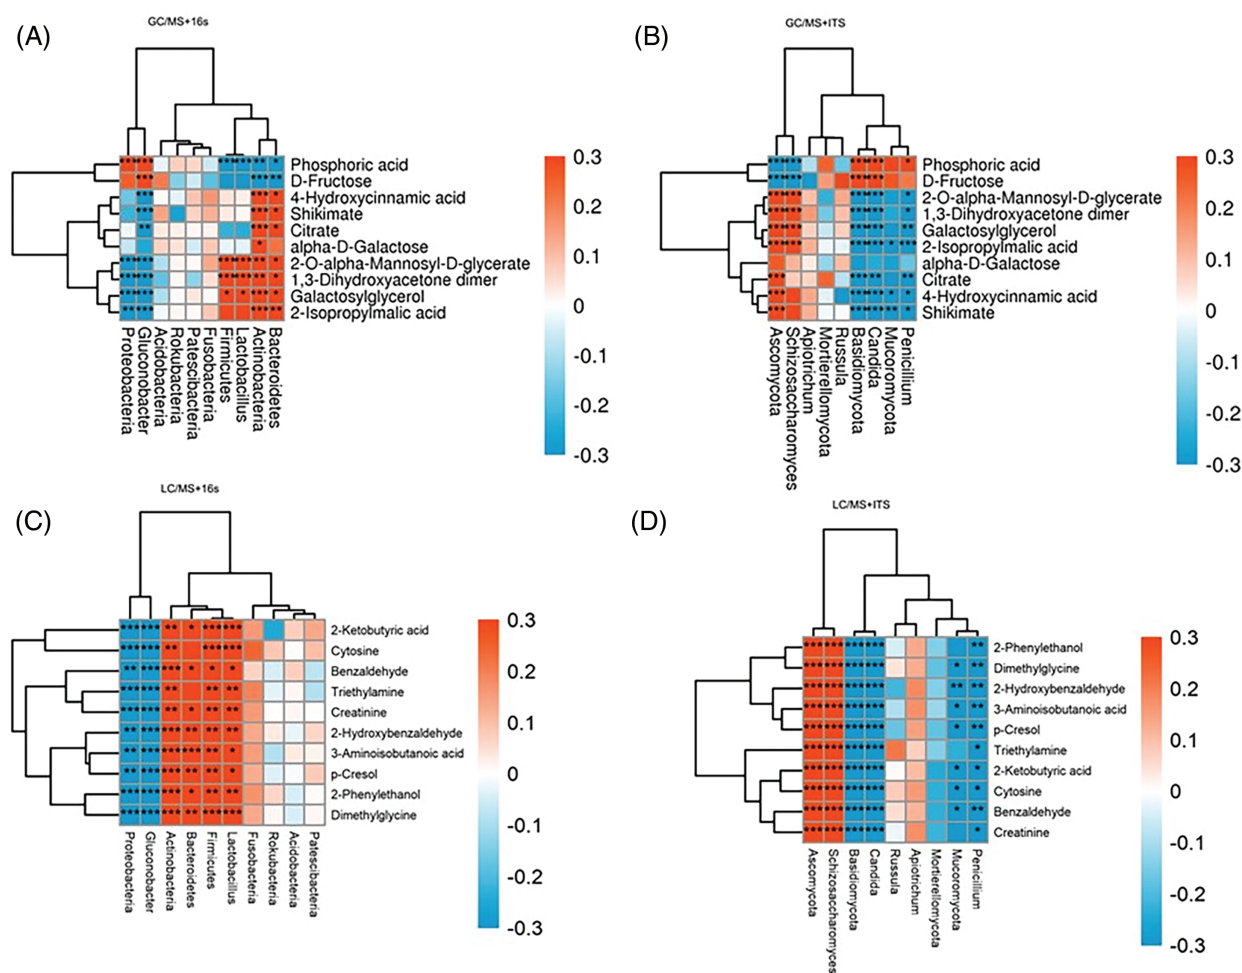 (A)
GC/MS+16s
Phosphoric acid
D-Fructose
4-Hydroxycinnamic acid
Shikimate
Citrate
alpha-D-Galactose
2-O-alpha-Mannosyl-D-glycerate
1,3-Dihydroxyacetone dimer
Galactosylglycerol
2-Isopropylmalic acid
Proteobacteria
Gluconobacter
Acidobacteria
Rokubacteria
Patescibacteria
Fusobacteria
Firmicutes
Lactobacillus
Actinobacteria
Bacteroidetes
0.3
0.2
0.1
0
-0.1
-0.2
-0.3
(B)
GC/MS+ITS
Phosphoric acid
D-Fructose
2-O-alpha-Mannosyl-D-glycerate
1,3-Dihydroxyacetone dimer
Galactosylglycerol
2-Isopropylmalic acid
alpha-D-Galactose
Citrate
4-Hydroxycinnamic acid
Shikimate
Ascomycota
Schizosaccharomyces
Apiotrichum
Mortierellomycota
Russula
Basidiomycota
Candida
Mucoromycota
Penicillium
0.3
0.2
0.1
0
-0.1
-0.2
-0.3
(C)
LC/MS+16s
2-Ketobutyric acid
Cytosine
Benzaldehyde
Triethylamine
Creatinine
2-Hydroxybenzaldehyde
3-Aminoisobutanoic acid
p-Cresol
2-Phenylethanol
Dimethylglycine
Proteobacteria
Gluconobacter
Actinobacteria
Bacteroidetes
Firmicutes
Lactobacillus
Fusobacteria
Rokubacteria
Acidobacteria
Patescibacteria
0.3
0.2
0.1
0
-0.1
-0.2
-0.3
(D)
LC/MS+ITS
2-Phenylethanol
Dimethylglycine
2-Hydroxybenzaldehyde
3-Aminoisobutanoic acid
p-Cresol
Triethylamine
2-Ketobutyric acid
Cytosine
Benzaldehyde
Creatinine
Ascomycota
Schizosaccharomyces
Basidiomycota
Candida
Russula
Apiotrichum
Mortierellomycota
Mucoromycota
Penicillium
0.3
0.2
0.1
0
-0.1
-0.2
-0.3